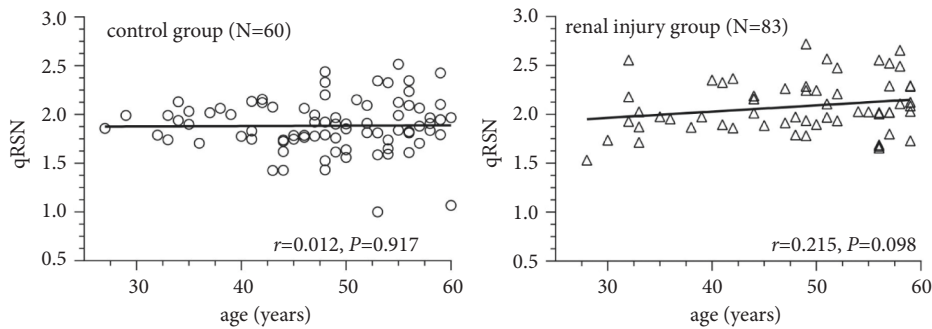 control group (N=60)
qRSN
3.0
2.5
2.0
1.5
1.0
0.5
r=0.012, P=0.917
30 40 50 60
age (years)
renal injury group (N=83)
qRSN
3.0
2.5
2.0
1.5
1.0
0.5
r=0.215, P=0.098
30 40 50 60
age (years)